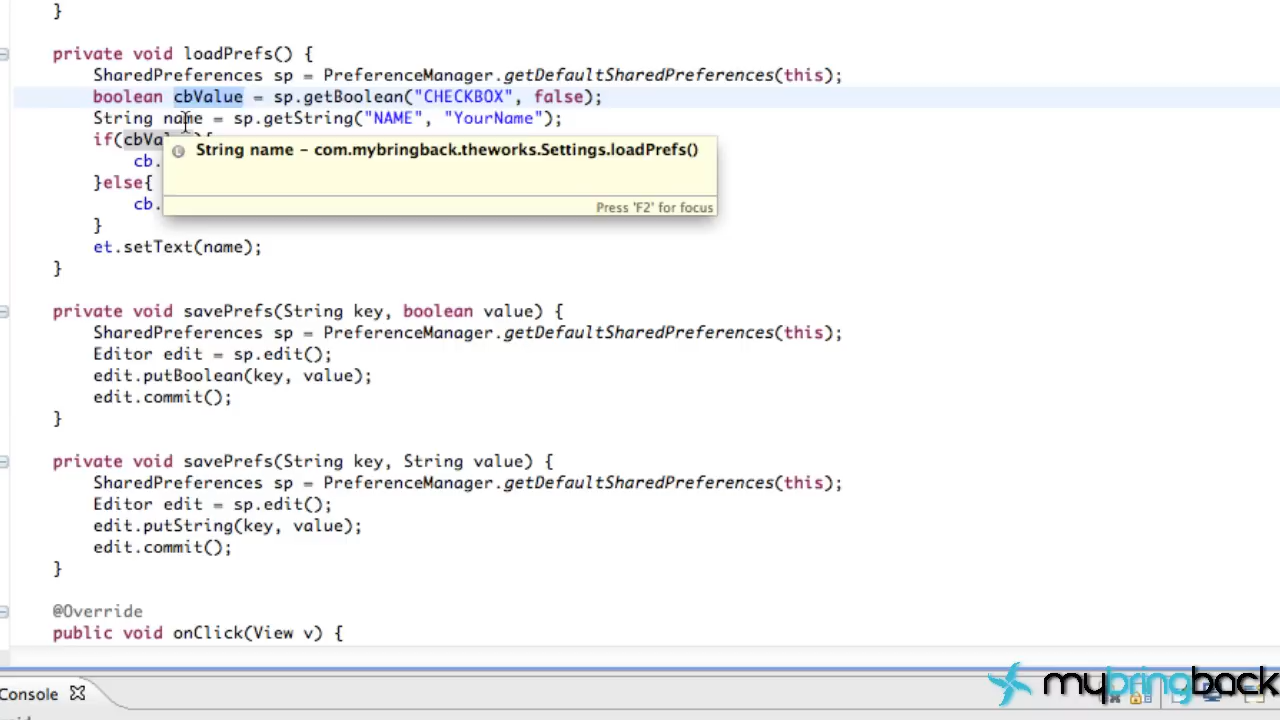 }
private void loadPrefs() {
SharedPreferences sp = PreferenceManager.getDefaultSharedPreferences(this);
boolean cbValue = sp.getBoolean("CHECKBOX", false);
String name = sp.getString("NAME", "YourName");
if(cbVa
String name - com.mybringback.theworks.Settings.loadPrefs()
cb.
}else{
cb.
Press 'F2' for focus
}
et.setText(name);
}
private void savePrefs(String key, boolean value) {
SharedPreferences sp = PreferenceManager.getDefaultSharedPreferences(this);
Editor edit = sp.edit();
edit.putBoolean(key, value);
edit.commit();
}
private void savePrefs(String key, String value) {
SharedPreferences sp = PreferenceManager.getDefaultSharedPreferences(this);
Editor edit = sp.edit();
edit.putString(key, value);
edit.commit();
}
@Override
public void onClick(View v) {
Console
mybringback